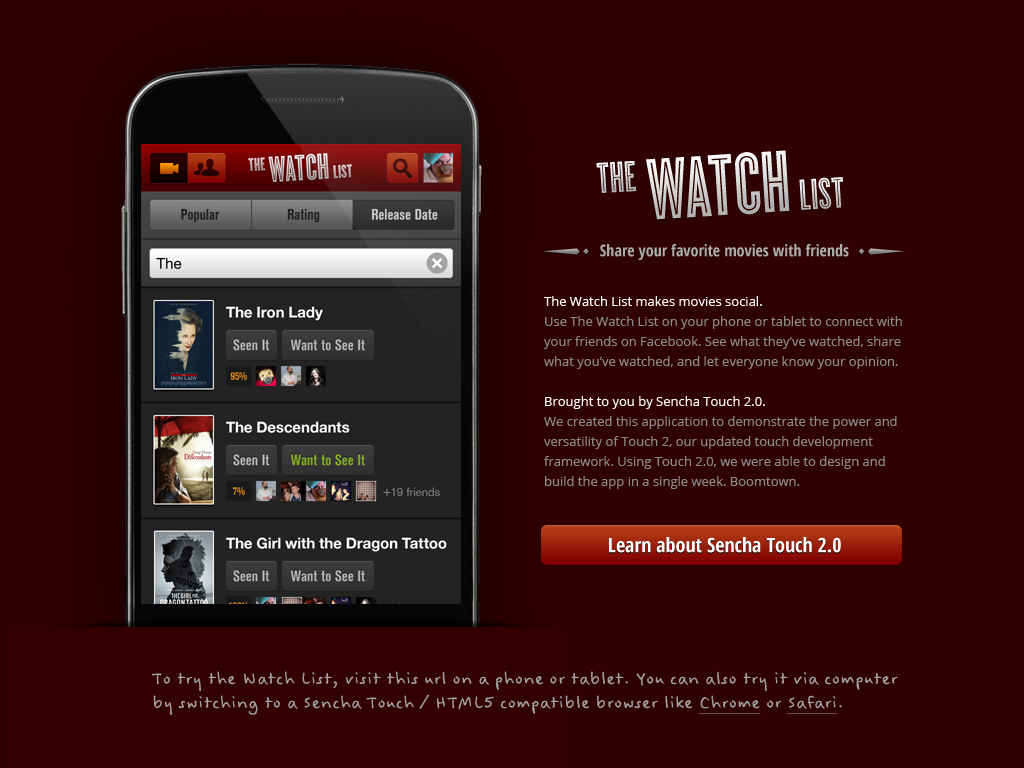 THE WATCH LIST
Popular
Rating
Release Date
The
The Iron Lady
Seen It
Want to See It
95%
IRON LADY
The Descendants
Descendants
Seen It
Want to See It
7%
+19 friends
The Girl with the Dragon Tattoo
THE GIRL
DRAGON TATTOO
Seen It
Want to See It
THE WATCH LIST
Share your favorite movies with friends
The Watch List makes movies social.
Use The Watch List on your phone or tablet to connect with
your friends on Facebook. See what they’ve watched, share
what you’ve watched, and let everyone know your opinion.
Brought to you by Sencha Touch 2.0.
We created this application to demonstrate the power and
versatility of Touch 2, our updated touch development
framework. Using Touch 2.0, we were able to design and
build the app in a single week. Boomtown.
Learn about Sencha Touch 2.0
To try the Watch List, visit this url on a phone or tablet. You can also try it via computer
by switching to a Sencha Touch / HTML5 compatible browser like Chrome or Safari.